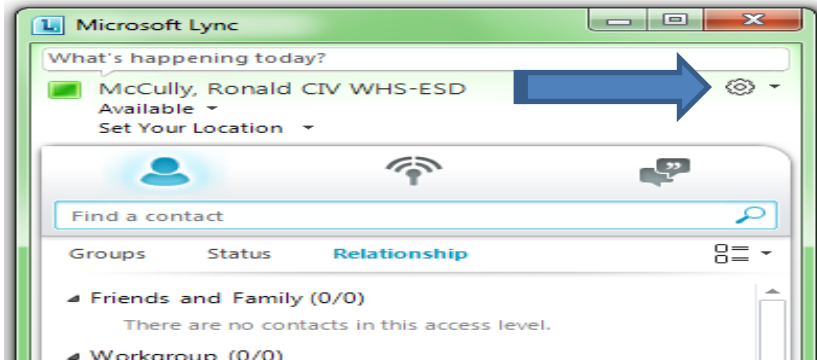 Microsoft Lync
What's happening today?
McCully, Ronald CIV WHS-ESD
Available
Set Your Location
Find a contact
Groups Status Relationship
Friends and Family (0/0)
There are no contacts in this access level.
Workgroup (0/0)